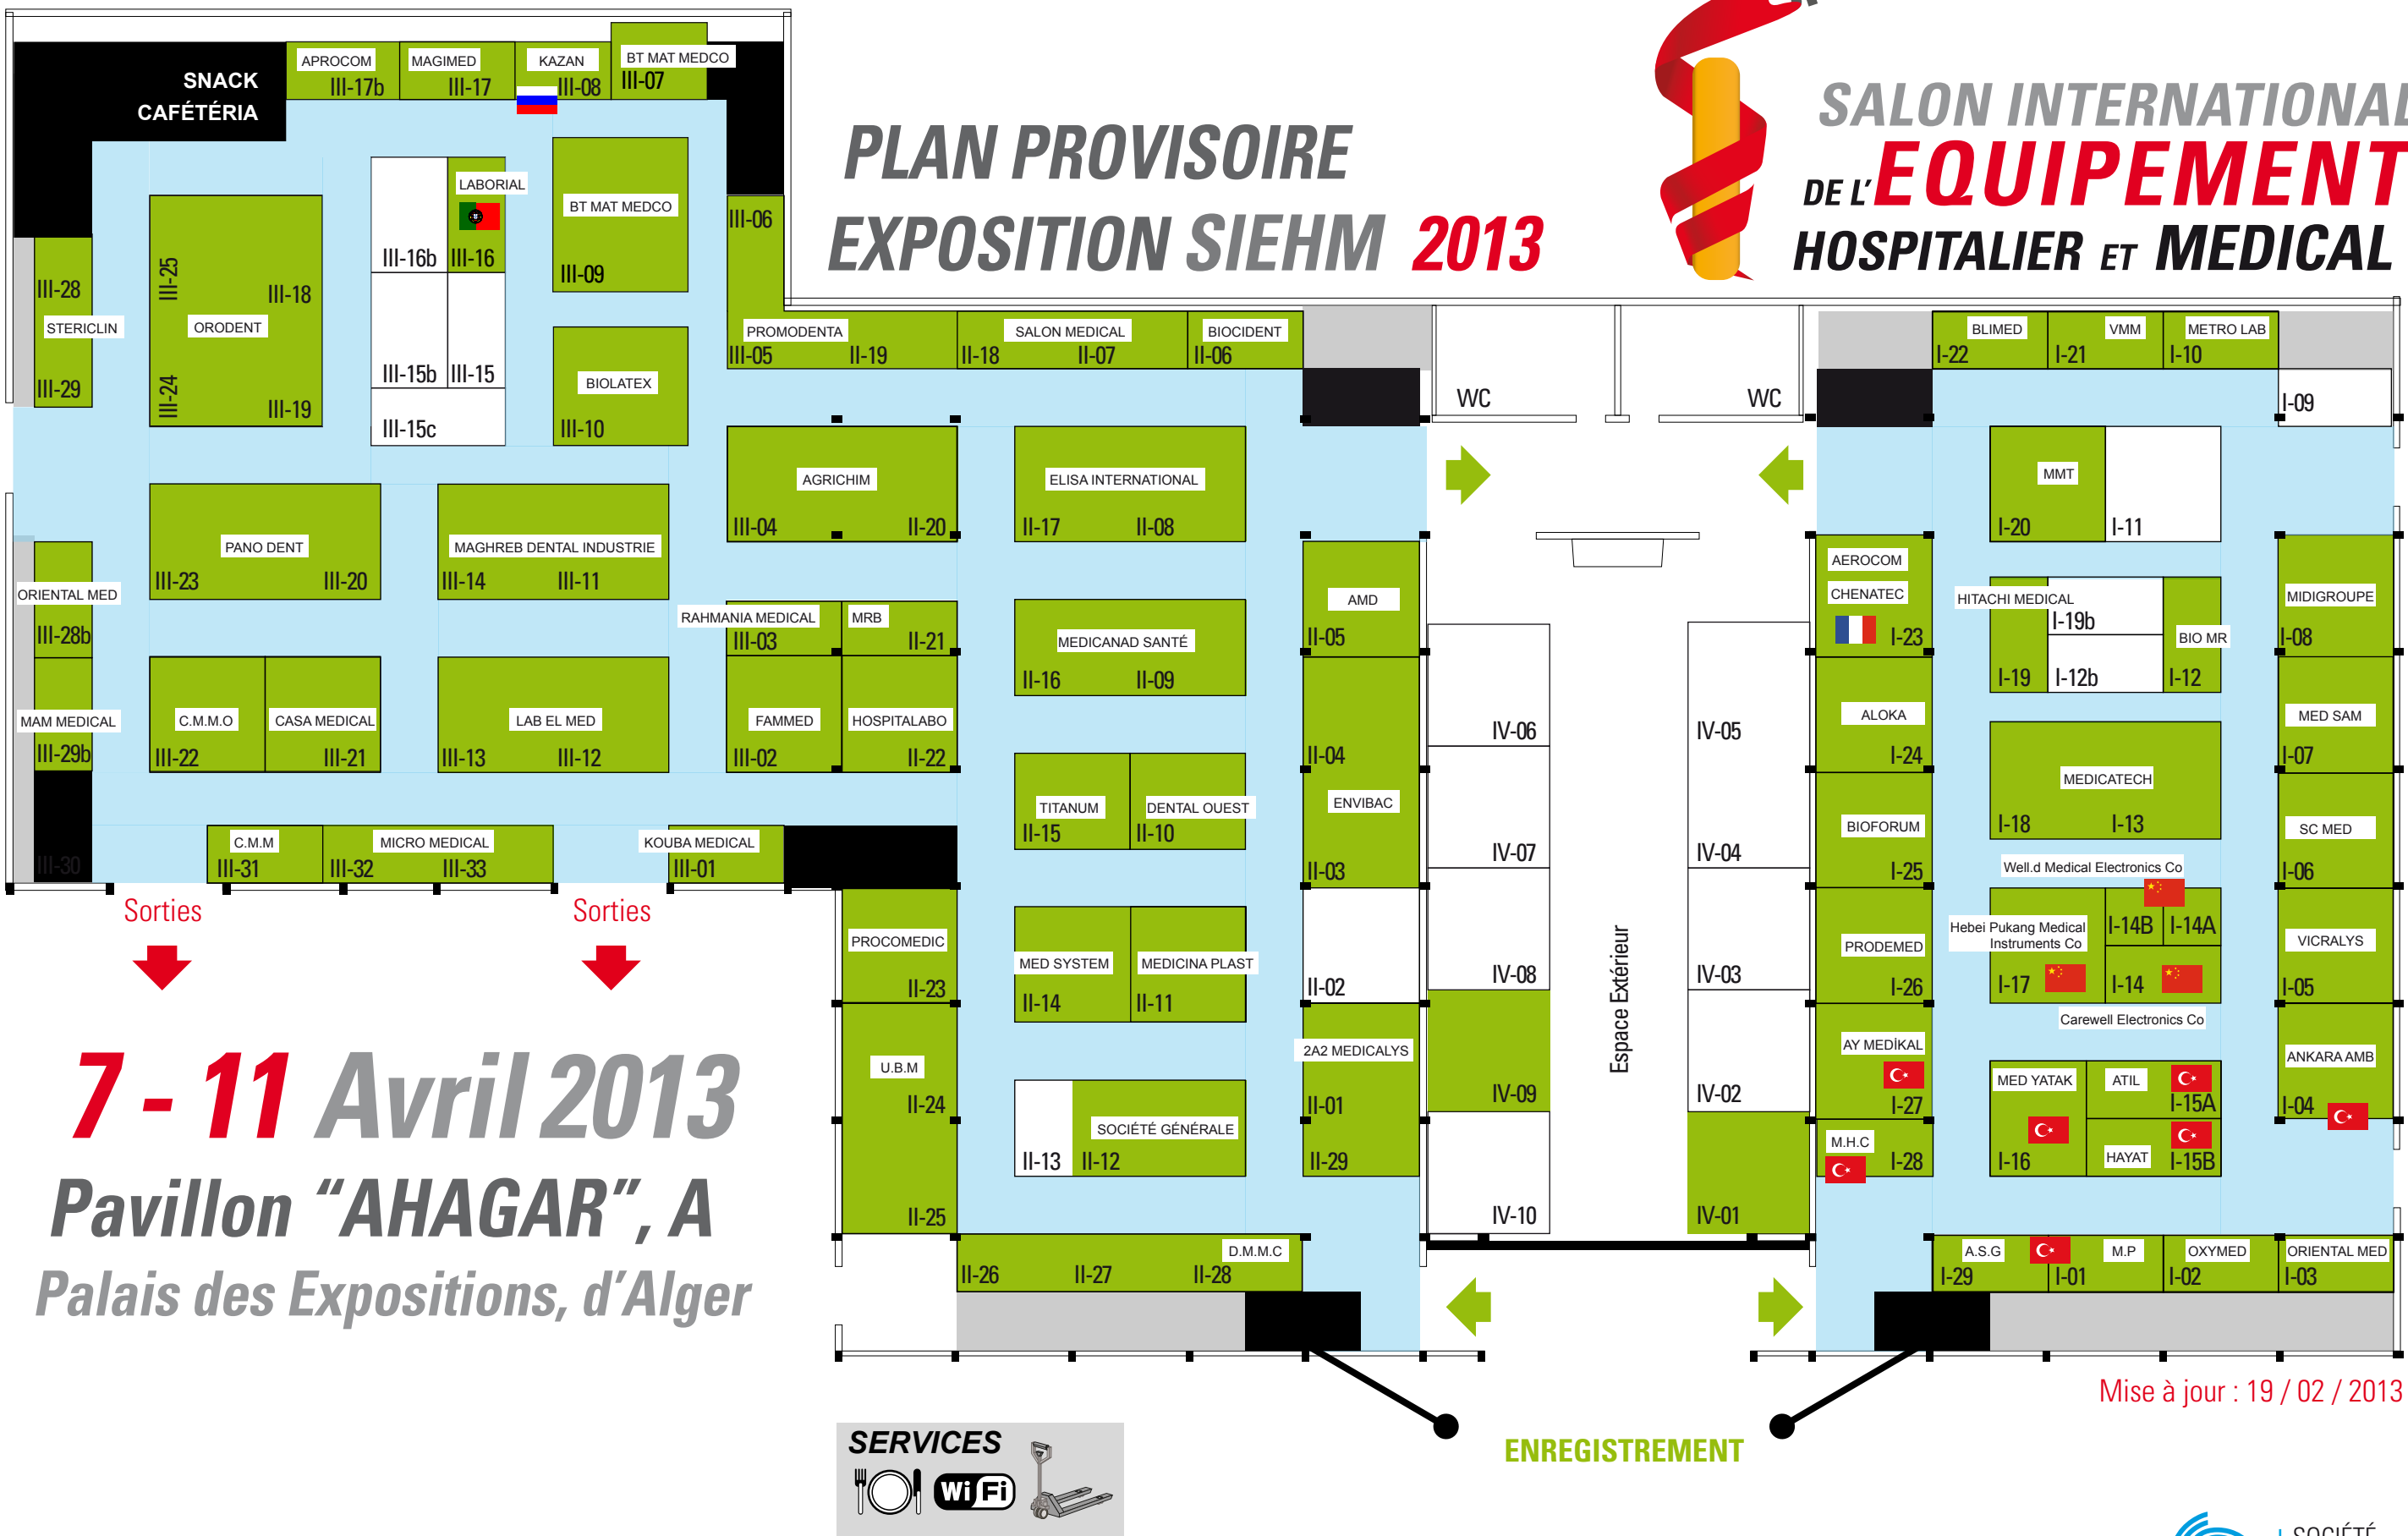 SNACK
CAFÉTÉRIA
APROCOM
III-17b
MAGIMED
III-17
KAZAN
III-08
BT MAT MEDCO
III-07
PLAN PROVISOIRE
EXPOSITION SIEHM 2013
SALON INTERNATIONAL
DE L'EQUIPEMENT
HOSPITALIER ET MEDICAL
LABORIAL
III-16b
III-16
III-15b
III-15
III-15c
BT MAT MEDCO
III-09
BIOLATEX
III-10
III-28
STERICLIN
III-29
III-25
III-18
ORODENT
III-24
III-19
III-06
PROMODENTA
III-05
II-19
SALON MEDICAL
II-18
II-07
BIOCIDENT
II-06
WC
WC
BLIMED
I-22
VMM
I-21
METRO LAB
I-10
I-09
AGRICHIM
III-04
II-20
ELISA INTERNATIONAL
II-17
II-08
MMT
I-20
I-11
PANO DENT
III-23
III-20
MAGHREB DENTAL INDUSTRIE
III-14
III-11
ORIENTAL MED
III-28b
MAM MEDICAL
III-29b
III-30
RAHMANIA MEDICAL
III-03
MRB
II-21
MEDICANAD SANTÉ
II-16
II-09
AMD
II-05
AEROCOM
CHENATEC
I-23
HITACHI MEDICAL
I-19b
I-19
I-12b
BIO MR
I-12
MIDIGROUPE
I-08
C.M.M.O
III-22
CASA MEDICAL
III-21
LAB EL MED
III-13
III-12
FAMMED
III-02
HOSPITALABO
II-22
II-04
ENVIBAC
II-03
IV-06
IV-05
ALOKA
I-24
MEDICATECH
I-18
I-13
MED SAM
I-07
TITANUM
II-15
DENTAL OUEST
II-10
IV-07
IV-04
BIOFORUM
I-25
SC MED
I-06
C.M.M
III-31
MICRO MEDICAL
III-32
III-33
KOUBA MEDICAL
III-01
Sorties
Sorties
PROCOMEDIC
II-23
MED SYSTEM
II-14
MEDICINA PLAST
II-11
II-02
IV-08
IV-03
Espace Extérieur
PRODEMED
I-26
Well.d Medical Electronics Co
Hebei Pukang Medical
Instruments Co
I-14B
I-14A
I-17
I-14
Carewell Electronics Co
VICRALYS
I-05
U.B.M
II-24
II-25
2A2 MEDICALYS
II-01
II-29
SOCIÉTÉ GÉNÉRALE
II-13
II-12
IV-09
IV-02
AY MEDİKAL
I-27
M.H.C
I-28
MED YATAK
I-16
ATIL
I-15A
HAYAT
I-15B
ANKARA AMB
I-04
IV-10
IV-01
D.M.M.C
II-26
II-27
II-28
A.S.G
I-29
M.P
I-01
OXYMED
I-02
ORIENTAL MED
I-03
7 - 11 Avril 2013
Pavillon “AHAGAR”, A
Palais des Expositions, d’Alger
Mise à jour : 19 / 02 / 2013
ENREGISTREMENT
SERVICES
Wi Fi
SOCIÉTÉ